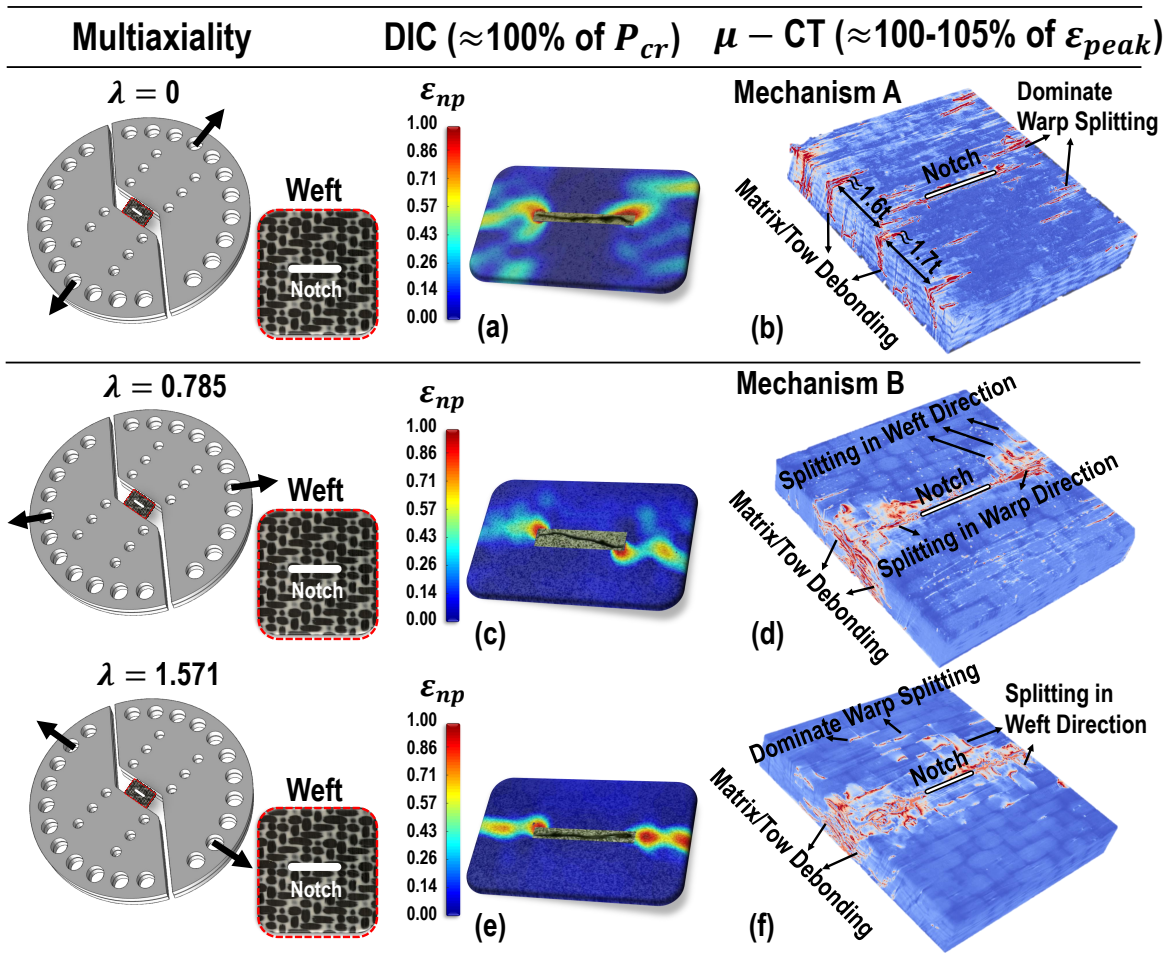 Multiaxiality
DIC (≈100% of P_cr)
μ − CT (≈100-105% of ε_peak)
λ = 0
Weft
Notch
ε_np
1.00
0.86
0.71
0.57
0.43
0.29
0.14
0.00
(a)
Mechanism A
Dominate
Warp Splitting
Notch
≈1.6t
≈1.7t
Matrix/Tow Debonding
(b)
λ = 0.785
Weft
Notch
ε_np
1.00
0.86
0.71
0.57
0.43
0.29
0.14
0.00
(c)
Mechanism B
Splitting in Weft Direction
Notch
Splitting in Warp Direction
Matrix/Tow Debonding
(d)
λ = 1.571
Weft
Notch
ε_np
1.00
0.86
0.71
0.57
0.43
0.29
0.14
0.00
(e)
Dominate Warp Splitting
Splitting in
Weft Direction
Notch
Matrix/Tow Debonding
(f)